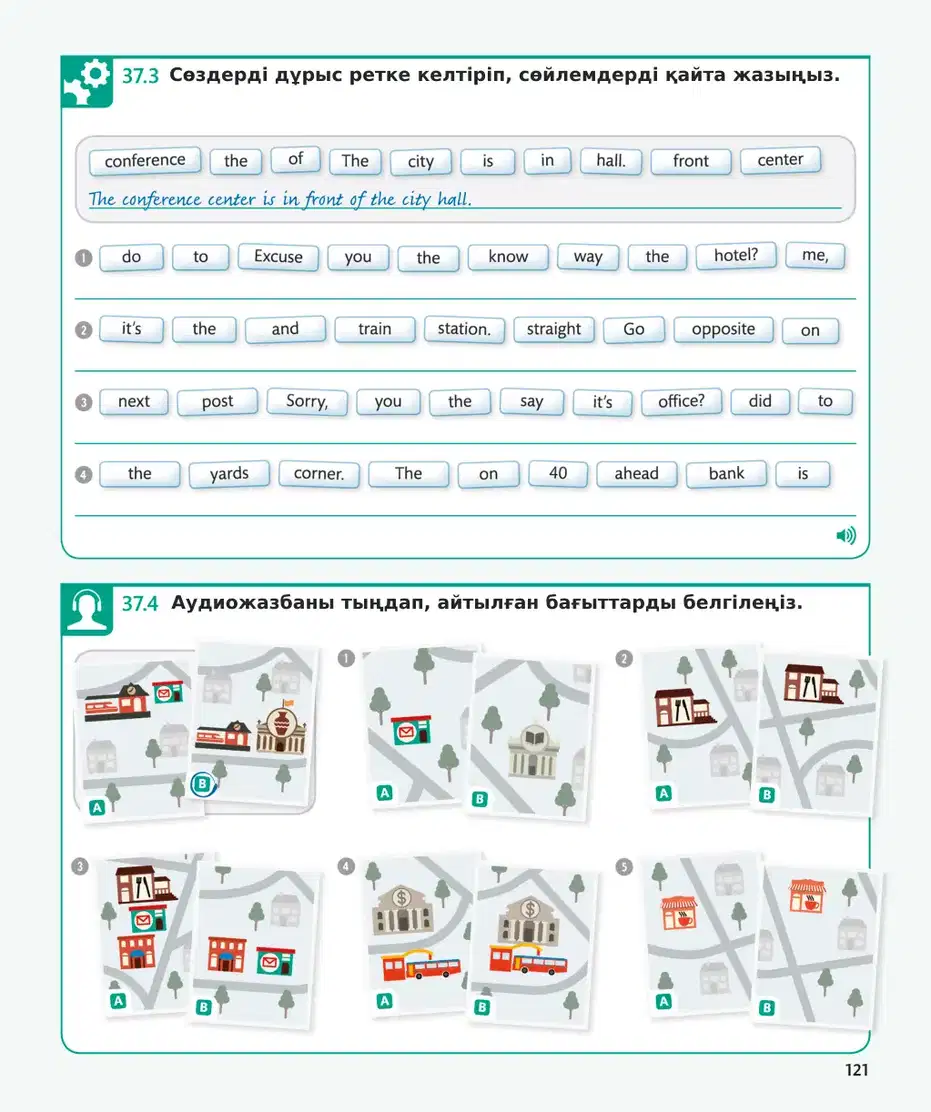 37.3 Сөздерді дұрыс ретке келтіріп, сөйлемдерді қайта жазыңыз.
conference the of The city is in hall. front center
The conference center is in front of the city hall.
1 do to Excuse you the know way the hotel? me,
2 it's the and train station. straight Go opposite on
3 next post Sorry, you the say it's office? did to
4 the yards corner. The on 40 ahead bank is
37.4 Аудиожазбаны тыңдап, айтылған бағыттарды белгілеңіз.
A B
1 A B
2 A B
3 A B
4 A B
5 A B
121